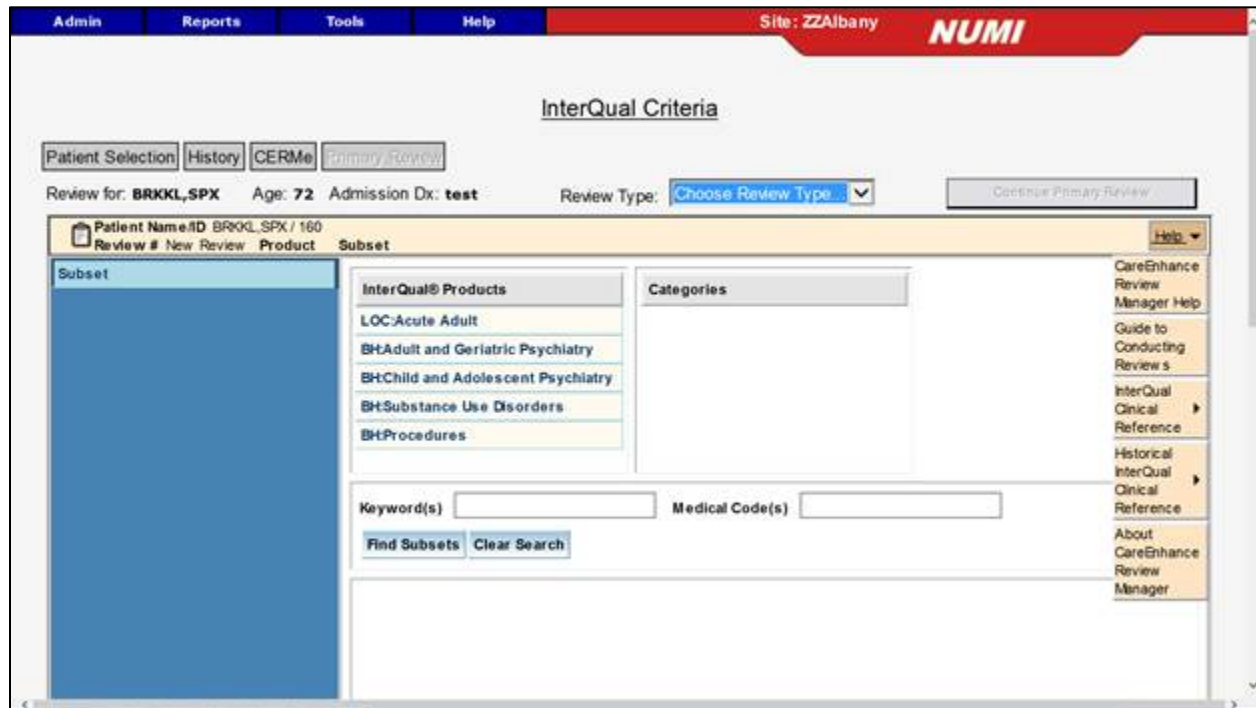 Admin Reports Tools Help Site: ZZAlbany NUMI
InterQual Criteria
Patient Selection History CERMe Primary Review
Review for: BRKKL,SPX Age: 72 Admission Dx: test Review Type: Choose Review Type... Continue Primary Review
Patient Name/ID BRKKL,SPX / 160
Review # New Review Product Subset
Help
Subset
InterQual® Products
LOC:Acute Adult
BH:Adult and Geriatric Psychiatry
BH:Child and Adolescent Psychiatry
BH:Substance Use Disorders
BH:Procedures
Categories
Keyword(s) Medical Code(s)
Find Subsets Clear Search
CareEnhance
Review
Manager Help
Guide to
Conducting
Reviews
InterQual
Clinical
Reference
Historical
InterQual
Clinical
Reference
About
CareEnhance
Review
Manager